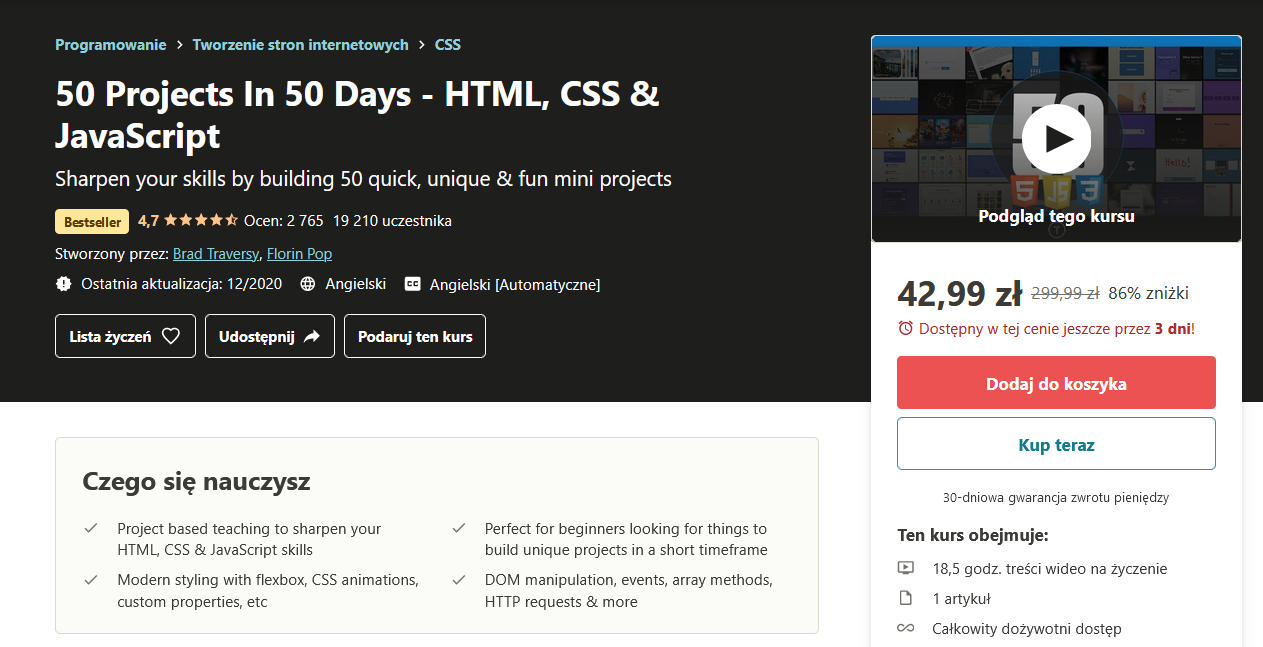 Programowanie > Tworzenie stron internetowych > CSS
50 Projects In 50 Days - HTML, CSS &
JavaScript
Sharpen your skills by building 50 quick, unique & fun mini projects
Bestseller 4,7 Ocen: 2 765 19 210 uczestnika
Stworzony przez: Brad Traversy, Florin Pop
Ostatnia aktualizacja: 12/2020 Angielski CC Angielski [Automatyczne]
Lista życzeń Udostępnij Podaruj ten kurs
50
5 JS 3
Podgląd tego kursu
42,99 zł 299,99 zł 86% zniżki
Dostępny w tej cenie jeszcze przez 3 dni!
Dodaj do koszyka
Kup teraz
30-dniowa gwarancja zwrotu pieniędzy
Ten kurs obejmuje:
18,5 godz. treści wideo na życzenie
1 artykuł
Całkowity dożywotni dostęp
Czego się nauczysz
Project based teaching to sharpen your
HTML, CSS & JavaScript skills
Modern styling with flexbox, CSS animations,
custom properties, etc
Perfect for beginners looking for things to
build unique projects in a short timeframe
DOM manipulation, events, array methods,
HTTP requests & more